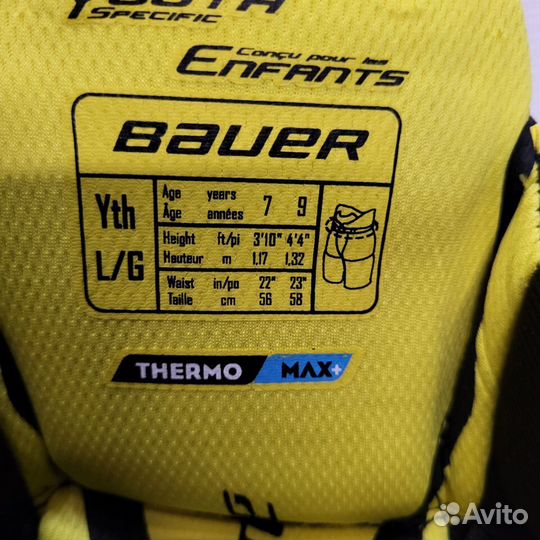 Youth
Specific
Conçu pour les
Enfants
BAUER
Yth
L/G
Age years 7 9
Âge années
Height ft/pi 3'10" 4'4"
Hauteur m 1.17 1.32
Waist in/po 22" 23"
Taille cm 56 58
THERMO MAX+
Avito